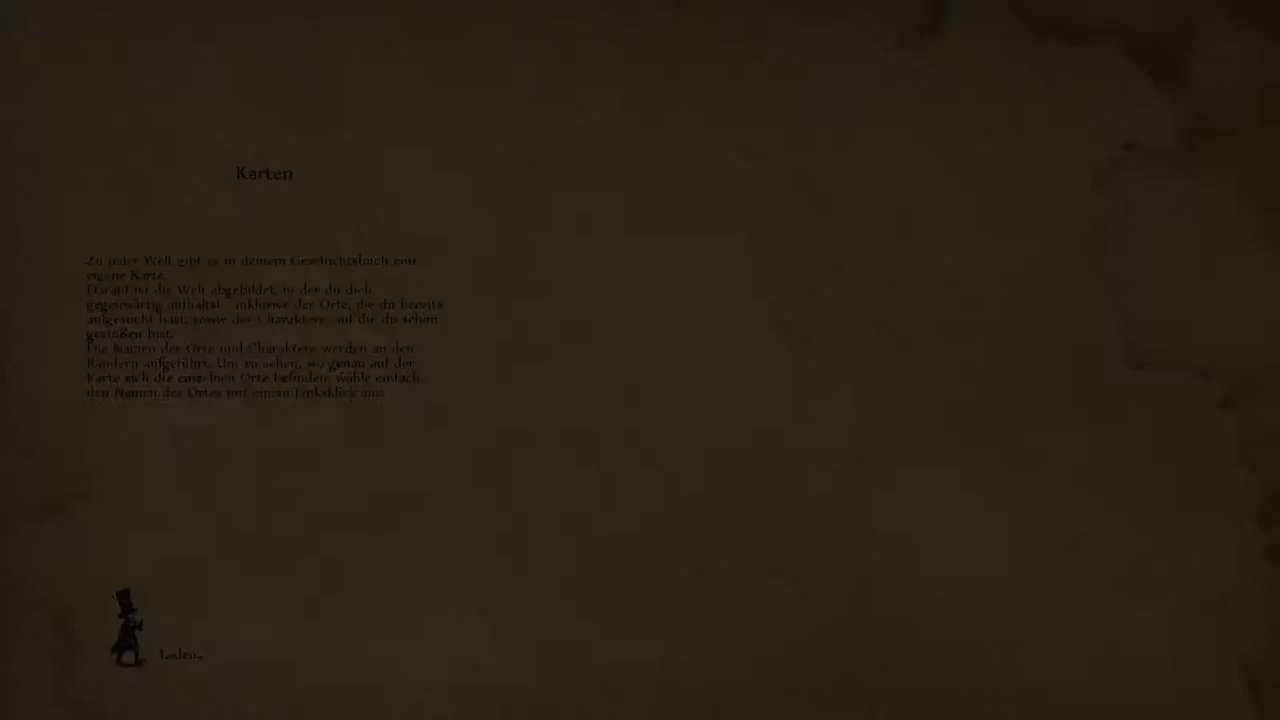 Karten
Zu jeder Welt gibt es in deinem Geschichtsbuch eine
eigene Karte.
Darauf ist die Welt abgebildet, in der du dich
gegenwärtig aufhältst - inklusive der Orte, die du bereits
aufgesucht hast, sowie der Charaktere, auf die du schon
gestoßen bist.
Die Namen der Orte und Charaktere werden an den
Rändern aufgeführt. Um zu sehen, wo genau auf der
Karte sich die einzelnen Orte befinden, wähle einfach
den Namen des Ortes mit einem Linksklick aus.
Laden...